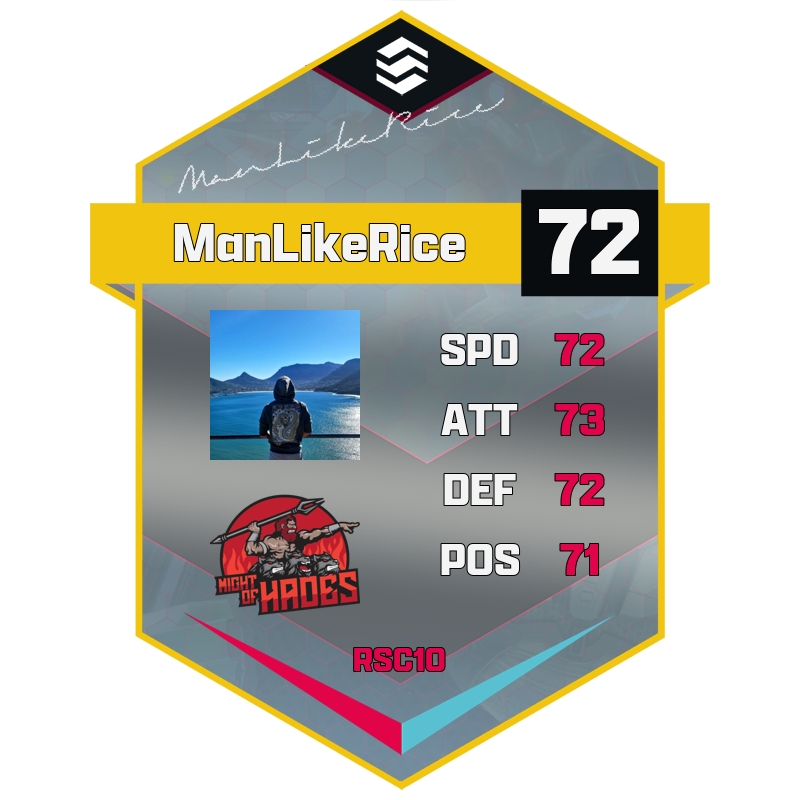 ManLikeRice
ManLikeRice 72
SPD 72
ATT 73
DEF 72
POS 71
MIGHT
OF HADES
RSC10